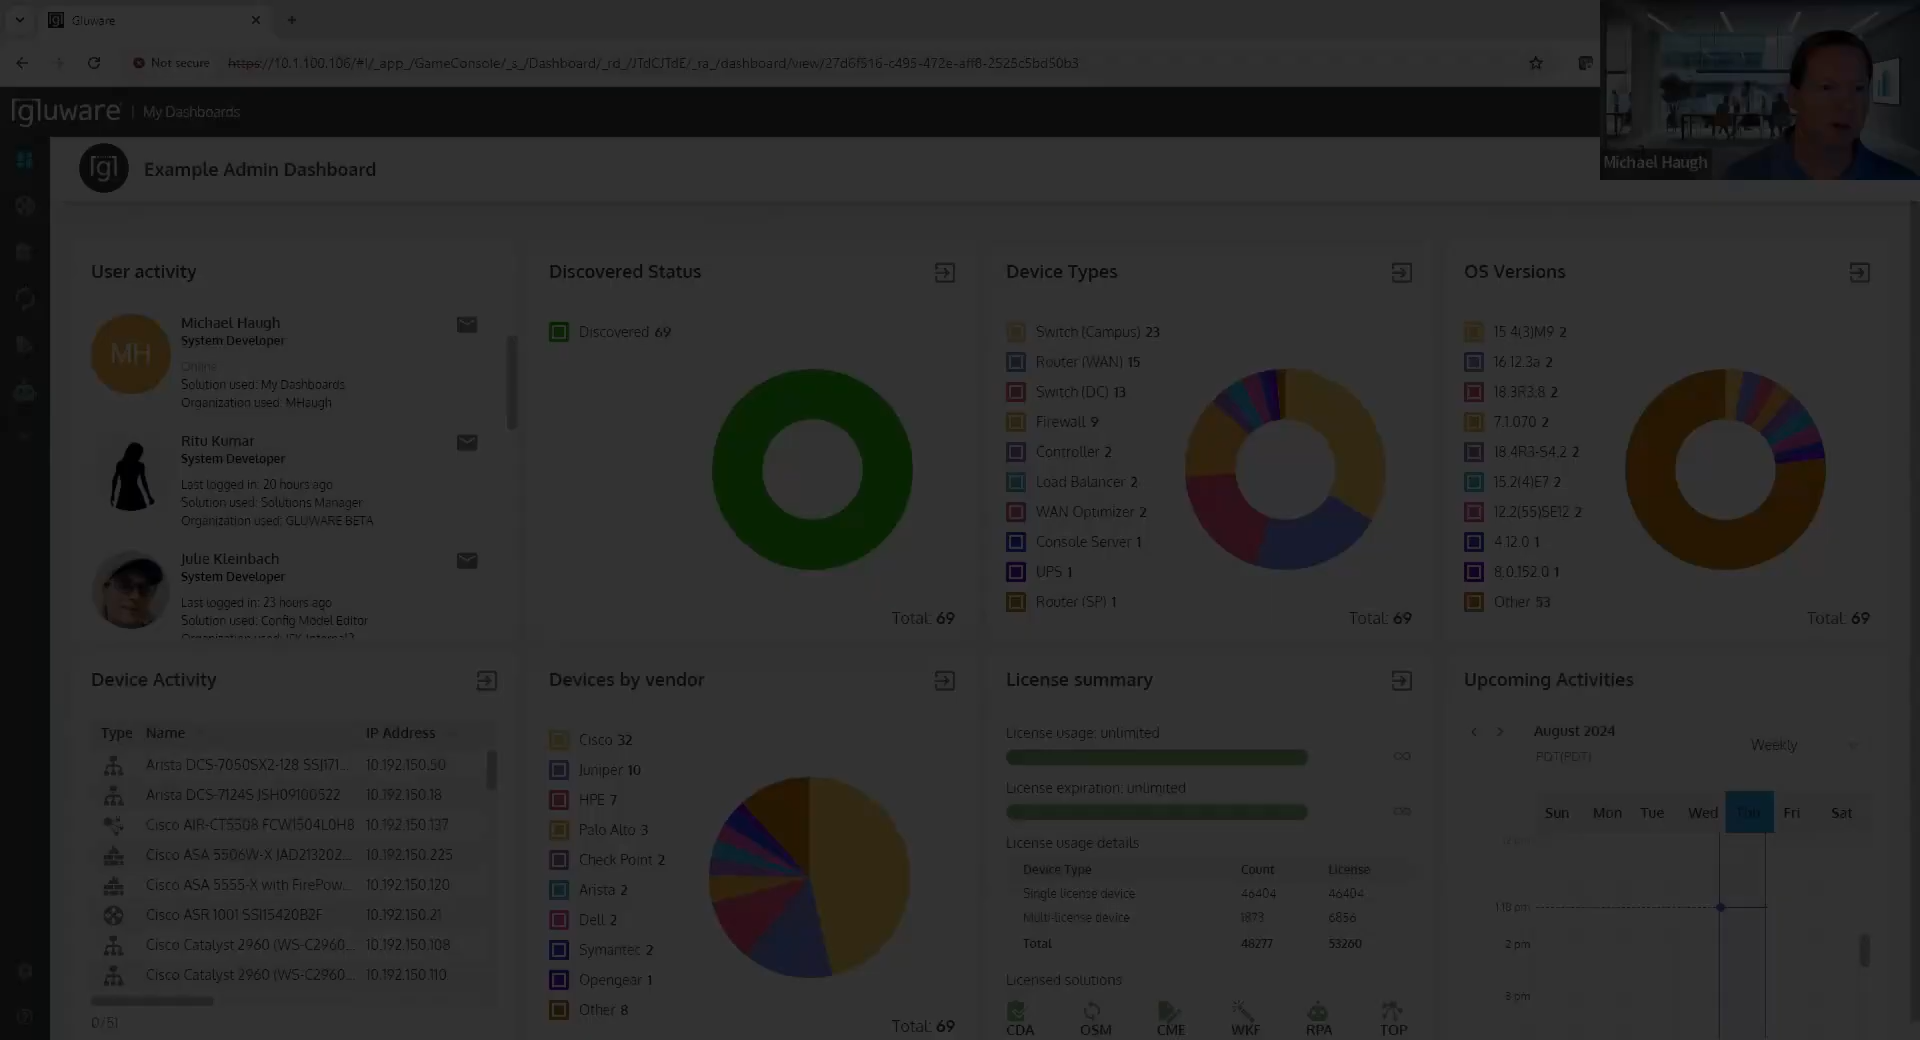 Gluware
Not secure
https://10.1.100.106/#!/_app_/GameConsole/_s_/Dashboard/_rd_//JTdCJTdE/_ra_/dashboard/view/27d6f516-c495-472e-aff8-2525c5bd50b3
[gluware]
My Dashboards
Michael Haugh
[g]
Example Admin Dashboard
User activity
MH
Michael Haugh
System Developer
Online
Solution used: My Dashboards
Organization used: MHaugh
Ritu Kumar
System Developer
Last logged in: 20 hours ago
Solution used: Solutions Manager
Organization used: GLUWARE BETA
Julie Kleinbach
System Developer
Last logged in: 23 hours ago
Solution used: Config Model Editor
Discovered Status
Discovered 69
Total: 69
Device Types
Switch (Campus) 23
Router (WAN) 15
Switch (DC) 13
Firewall 9
Controller 2
Load Balancer 2
WAN Optimizer 2
Console Server 1
UPS 1
Router (SP) 1
Total: 69
OS Versions
15.4(3)M9 2
16.12.3a 2
18.3R3.8 2
7.1.070 2
18.4R3-S4.2 2
15.2(4)E7 2
12.2(55)SE12 2
4.12.0 1
8.0.152.0 1
Other 53
Total: 69
Device Activity
Type Name IP Address
Arista DCS-7050SX2-128 SSJ171... 10.192.150.50
Arista DCS-7124S JSH09100522 10.192.150.18
Cisco AIR-CT5508 FCW1504L0H8 10.192.150.137
Cisco ASA 5506W-X JAD213202... 10.192.150.225
Cisco ASA 5555-X with FirePow... 10.192.150.120
Cisco ASR 1001 SSI15420B2F 10.192.150.21
Cisco Catalyst 2960 (WS-C2960... 10.192.150.108
Cisco Catalyst 2960 (WS-C2960... 10.192.150.110
0/51
Devices by vendor
Cisco 32
Juniper 10
HPE 7
Palo Alto 3
Check Point 2
Arista 2
Dell 2
Symantec 2
Opengear 1
Other 8
Total: 69
License summary
License usage: unlimited
∞
License expiration: unlimited
∞
License usage details
Device Type Count License
Single license device 46404 46404
Multi-license device 1873 6856
Total 48277 53260
Licensed solutions
CDA OSM CME WKF RPA TOP
Upcoming Activities
August 2024
PDT(PDT)
Weekly
Sun Mon Tue Wed Thu Fri Sat
1:18 pm
2 pm
3 pm